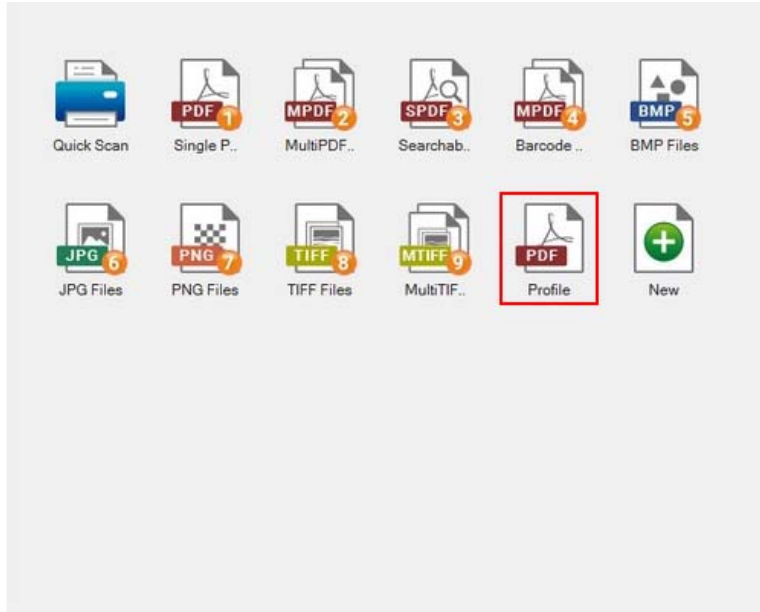 PDF 1
MPDF 2
SPDF 3
MPDF 4
BMP 5
Quick Scan
Single P..
MultiPDF..
Searchab..
Barcode ..
BMP Files
JPG 6
PNG 7
TIFF 8
MTIFF 9
PDF
JPG Files
PNG Files
TIFF Files
MultiTIF..
Profile
New